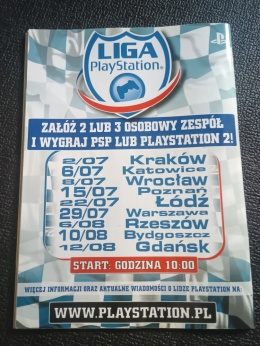 LIGA
PlayStation®
ZAŁÓŻ 2 LUB 3 OSOBOWY ZESPÓŁ
I WYGRAJ PSP LUB PLAYSTATION 2!
2/07 Kraków
6/07 Katowice
8/07 Wrocław
15/07 Poznań
22/07 Łódź
29/07 Warszawa
6/08 Rzeszów
10/08 Bydgoszcz
12/08 Gdańsk
START: GODZINA 10:00
WIĘCEJ INFORMACJI ORAZ AKTUALNE WIADOMOŚCI O LIDZE PLAYSTATION NA:
WWW.PLAYSTATION.PL